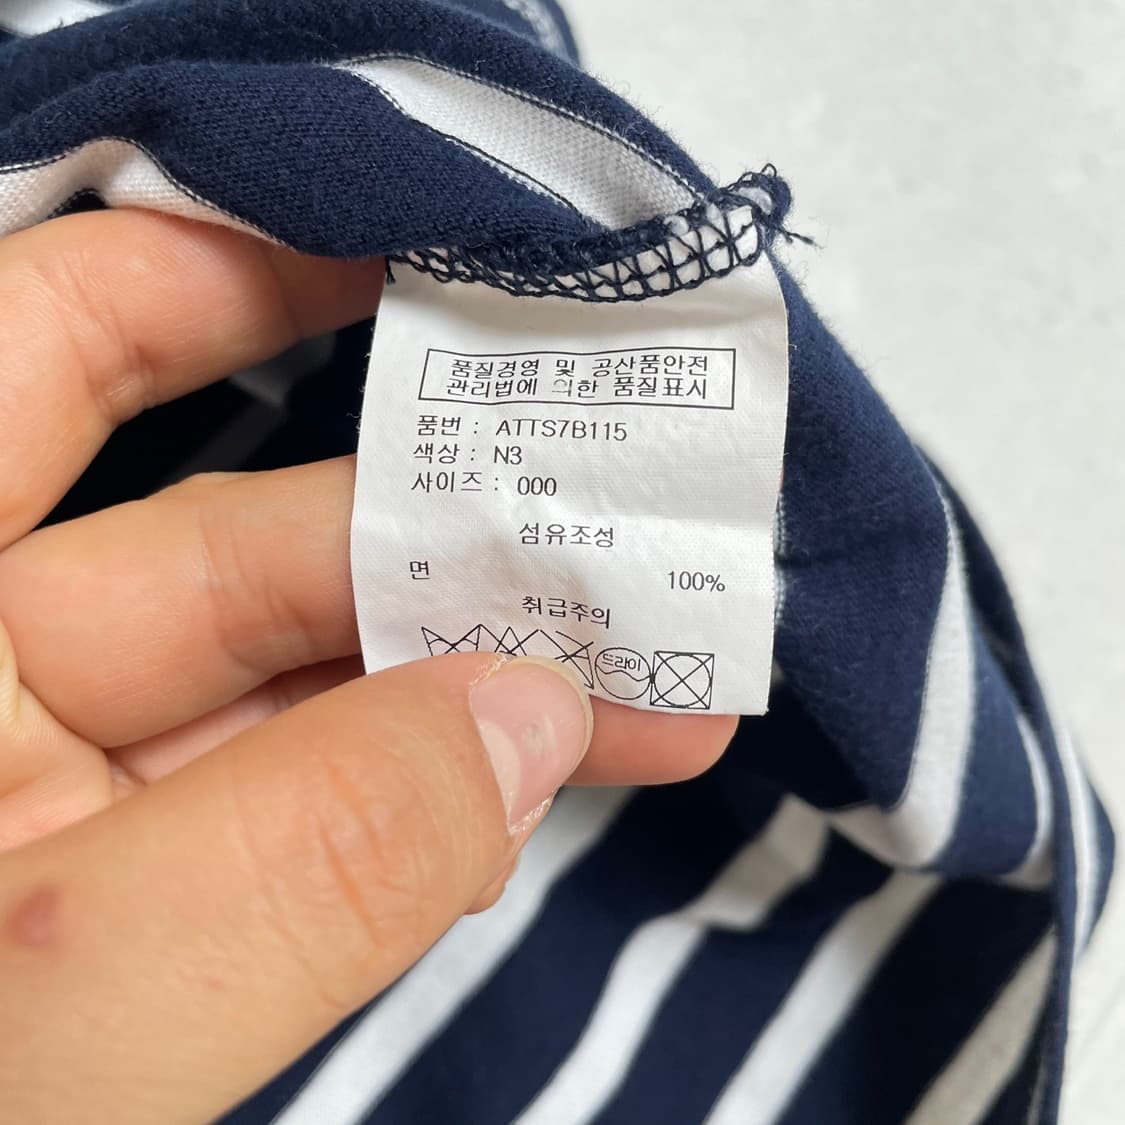 품질경영 및 공산품안전
관리법에 의한 품질표시
품번 : ATTS7B115
색상 : N3
사이즈 : 000
섬유조성
면 100%
취급주의
드라이